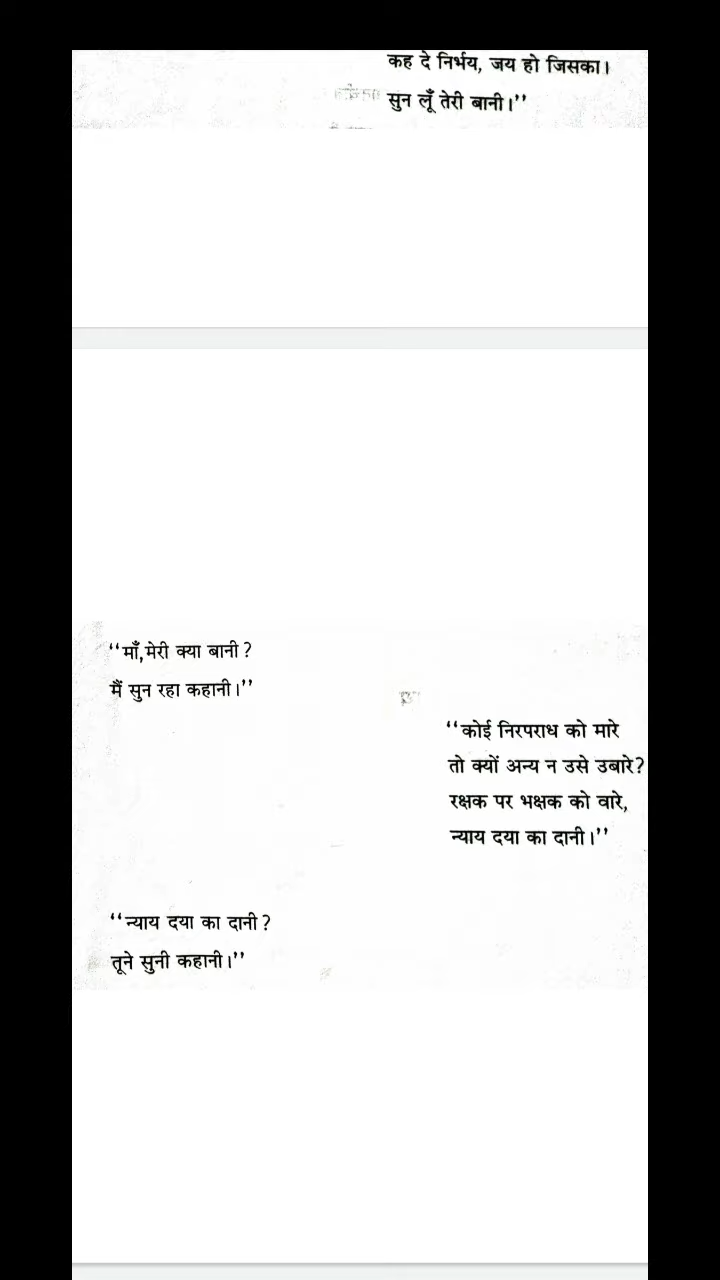 कह दे निर्भय, जय हो जिसका।
सुन लूँ तेरी बानी।’’
‘‘माँ,मेरी क्या बानी?
मैं सुन रहा कहानी।’’
‘‘कोई निरपराध को मारे
तो क्यों अन्य न उसे उबारे?
रक्षक पर भक्षक को वारे,
न्याय दया का दानी।’’
‘‘न्याय दया का दानी?
तूने सुनी कहानी।’’